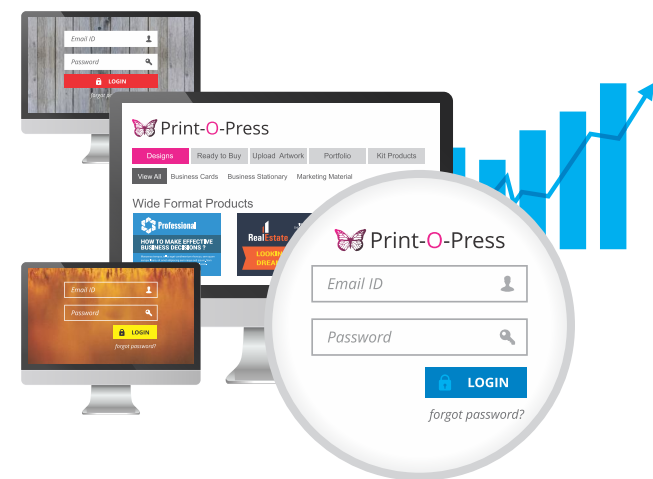 Email ID
Password
LOGIN
forgot
Print-O-Press
Designs Ready to Buy Upload Artwork Portfolio Kit Products
View All Business Cards Business Stationary Marketing Material
Wide Format Products
Professional
HOW TO MAKE EFFECTIVE
BUSINESS DECISIONS ?
RealEstate
Email ID
Password
LOGIN
forgot password?
Print-O-Press
Email ID
Password
LOGIN
forgot password?